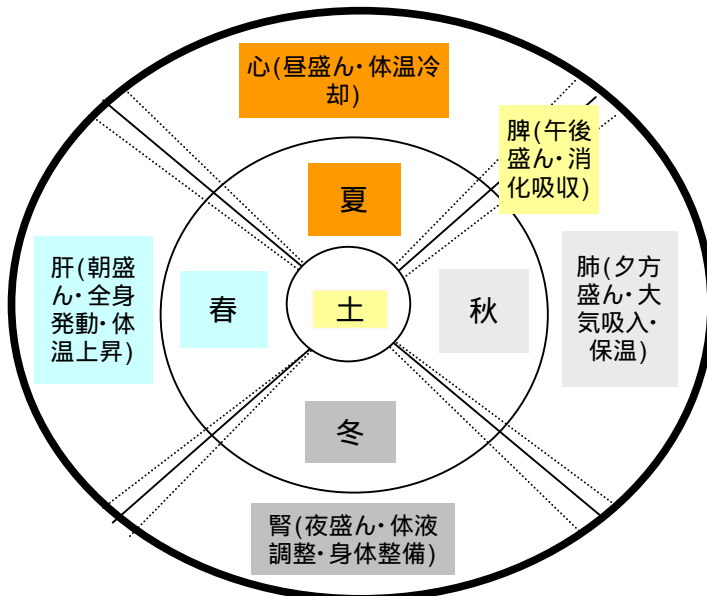 心(昼盛ん・体温冷
却)
脾(午後
盛ん・消
化吸収)
夏
肝(朝盛
ん・全身
発動・体
温上昇)
春
土
秋
肺(夕方
盛ん・大
気吸入・
保温)
冬
腎(夜盛ん・体液
調整・身体整備)